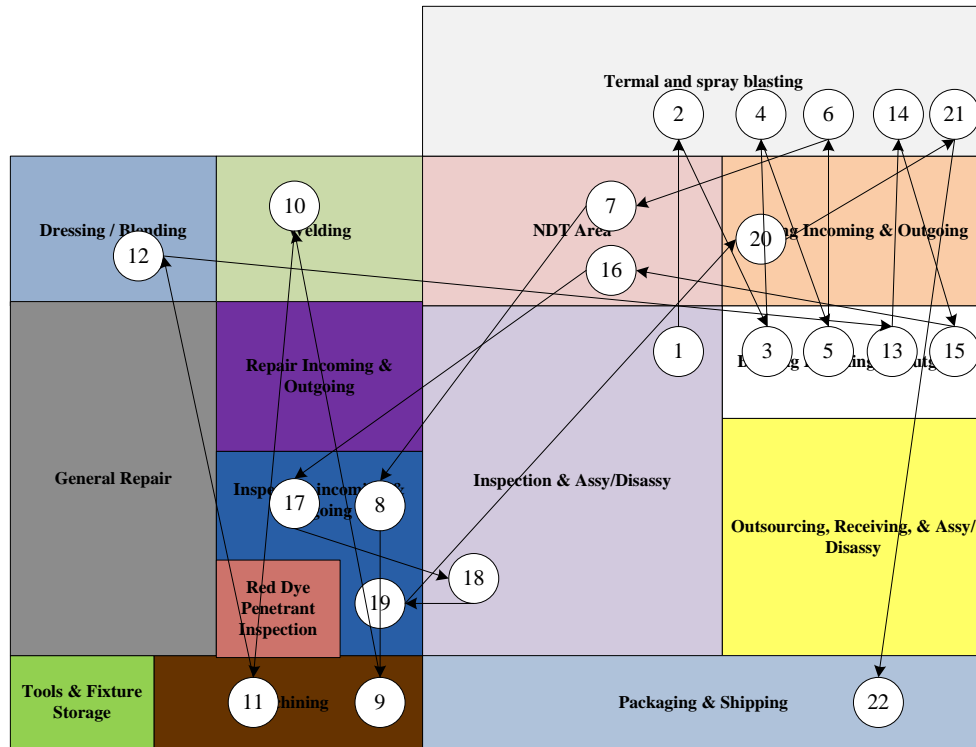 Termal and spray blasting
2 4 6 14 21
10 7
Dressing / Blending NDT Area Incoming & Outgoing
12 20
16
1 3 5 13 15
Repair Incoming &
Outgoing
General Repair Inspection & Assy/Disassy
17 8
&
Outsourcing, Receiving, & Assy/
Disassy
18
Red Dye
Penetrant
Inspection
19
Tools & Fixture
Storage
11 9
Packaging & Shipping 22